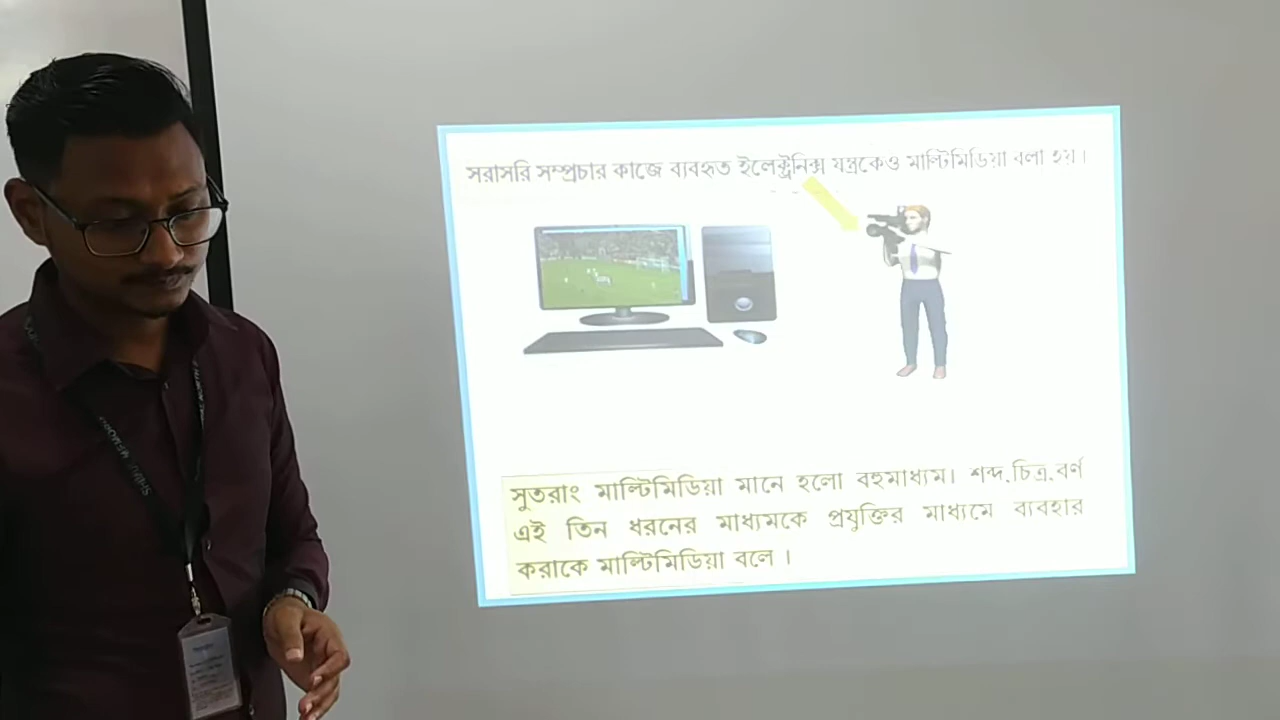 সরাসরি সম্প্রচার কাজে ব্যবহৃত ইলেক্ট্রনিক্স যন্ত্রকেও মাল্টিমিডিয়া বলা হয়।
সুতরাং মাল্টিমিডিয়া মানে হলো বহুমাধ্যম। শব্দ,চিত্র,বর্ণ
এই তিন ধরনের মাধ্যমকে প্রযুক্তির মাধ্যমে ব্যবহার
করাকে মাল্টিমিডিয়া বলে ।